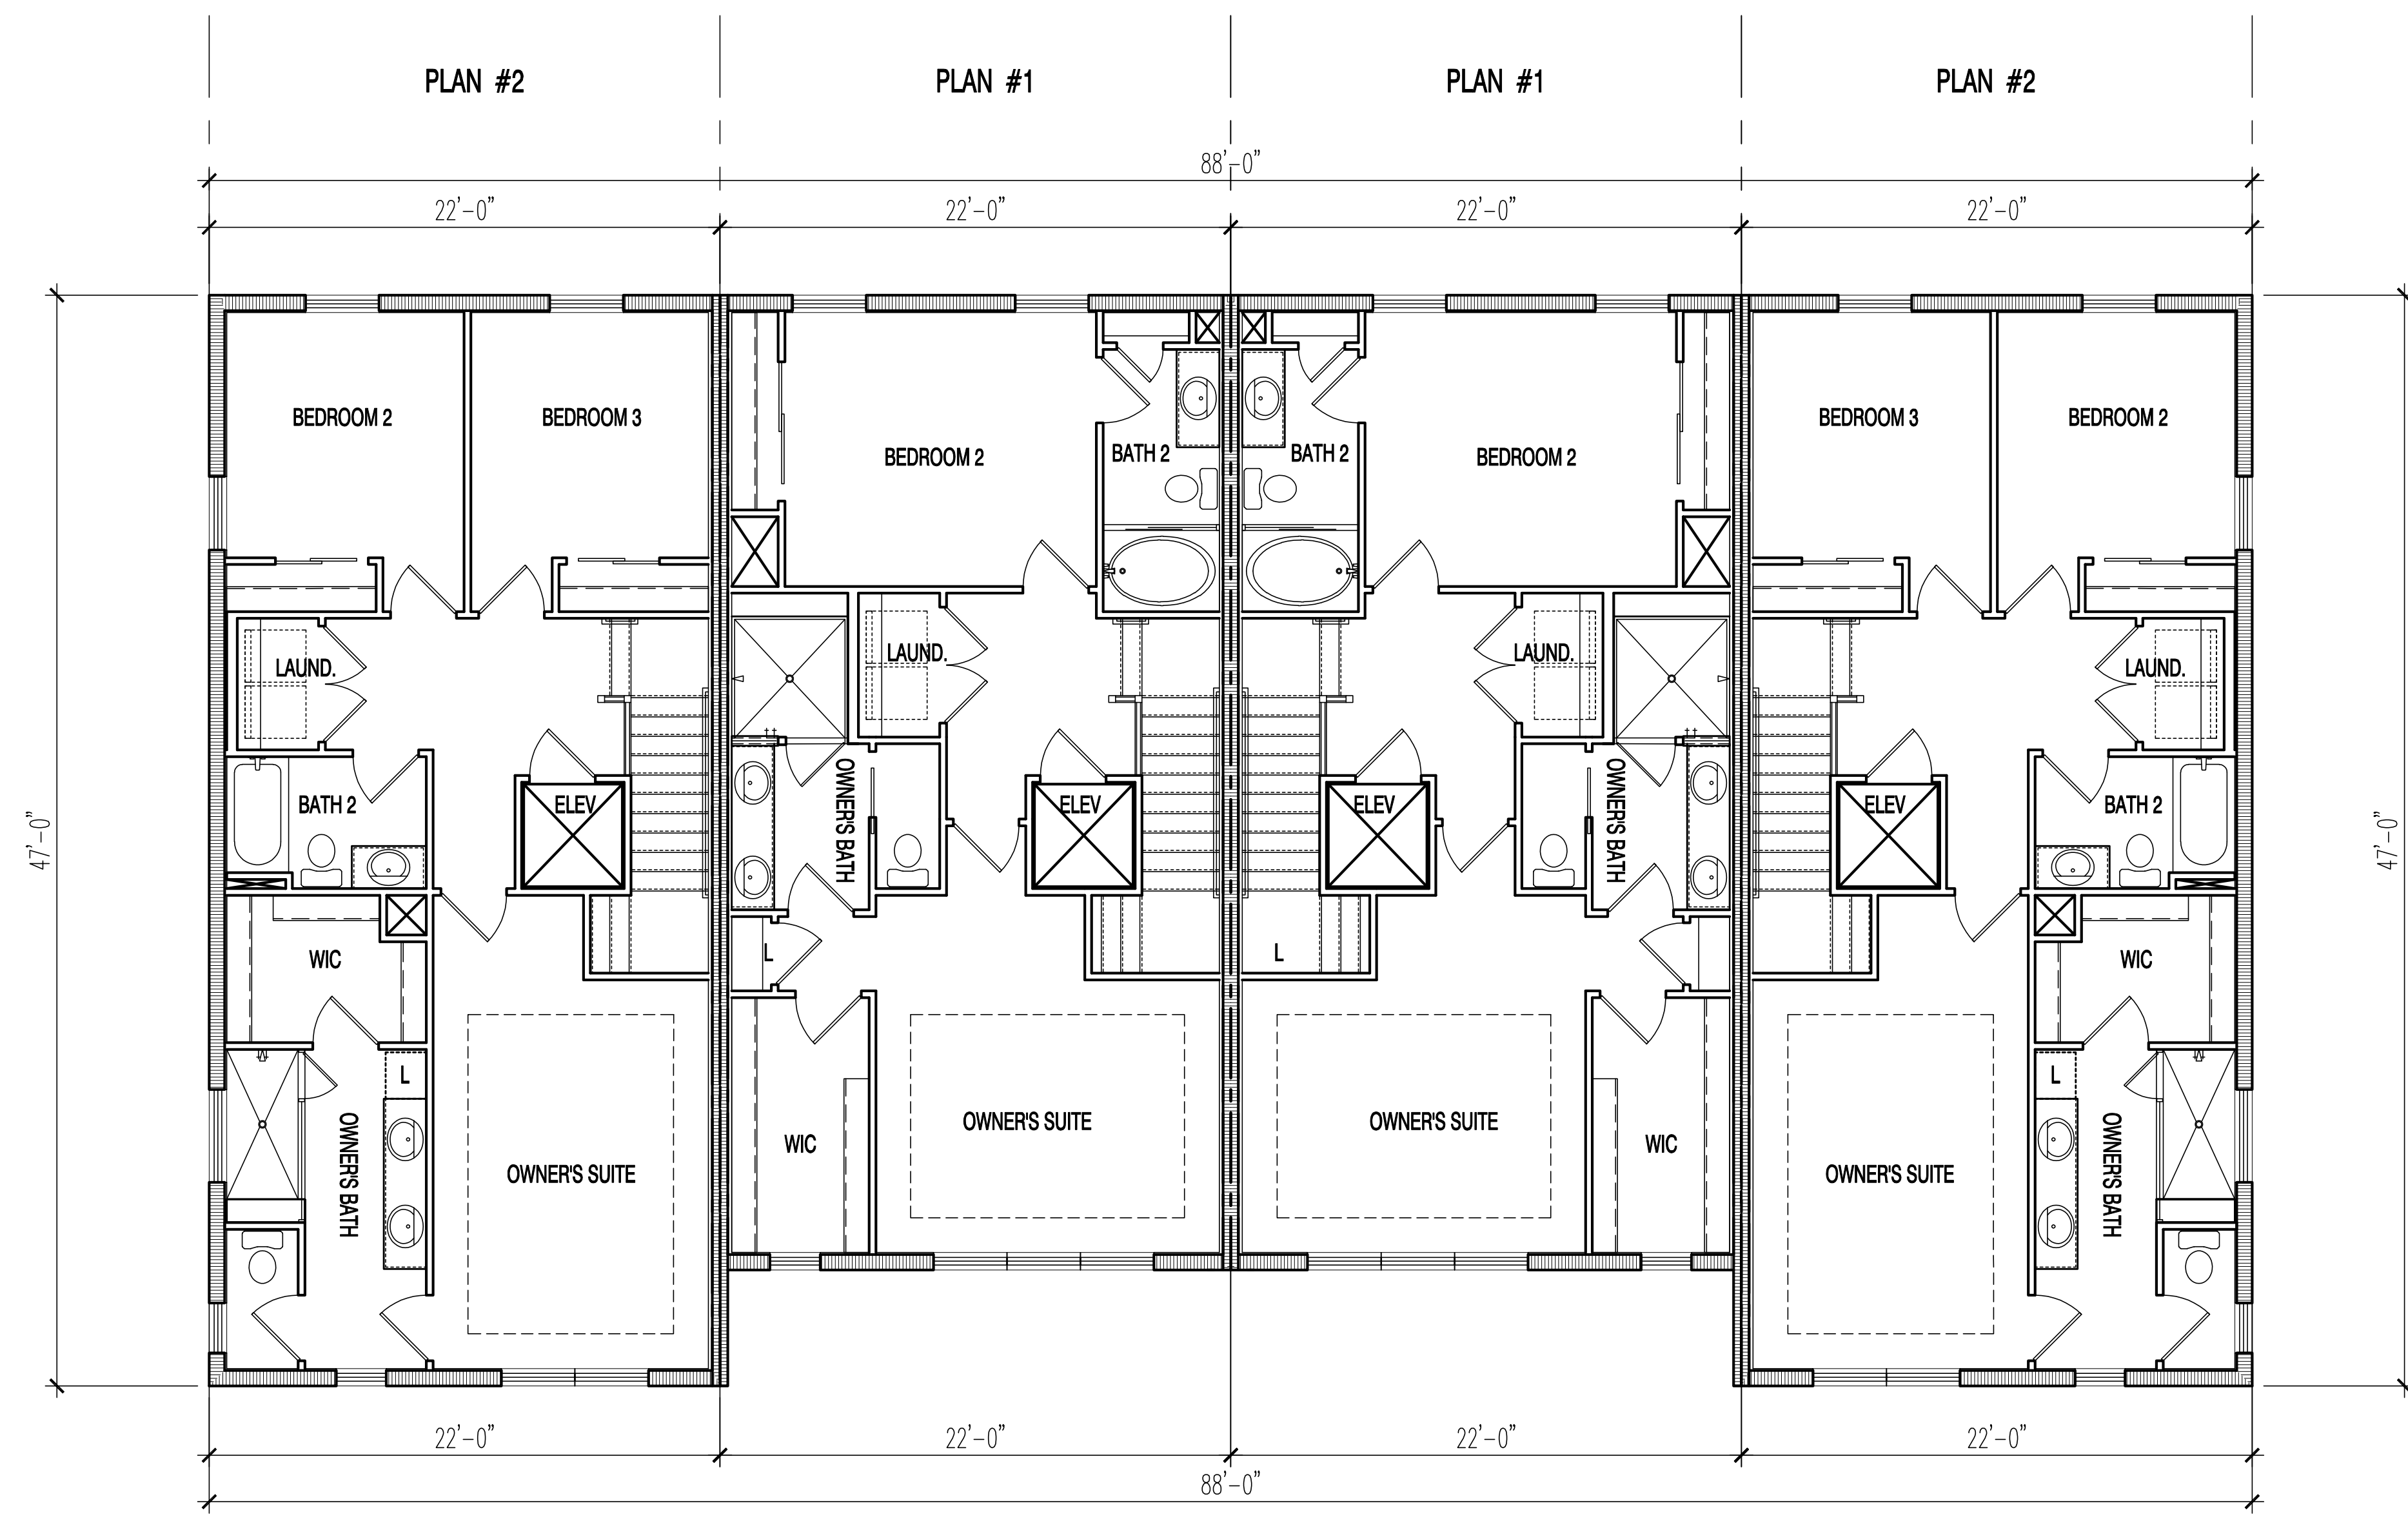 PLAN #2
PLAN #1
PLAN #1
PLAN #2
88'-0"
22'-0"
22'-0"
22'-0"
22'-0"
BEDROOM 2
BEDROOM 3
BEDROOM 2
BATH 2
BATH 2
BEDROOM 2
BEDROOM 3
BEDROOM 2
LAUND.
LAUND.
LAUND.
LAUND.
47'-0"
BATH 2
ELEV
OWNER'S BATH
ELEV
ELEV
OWNER'S BATH
ELEV
BATH 2
47'-0"
WIC
L
L
WIC
L
OWNER'S BATH
OWNER'S SUITE
WIC
OWNER'S SUITE
OWNER'S SUITE
WIC
OWNER'S SUITE
L
OWNER'S BATH
22'-0"
22'-0"
22'-0"
22'-0"
88'-0"